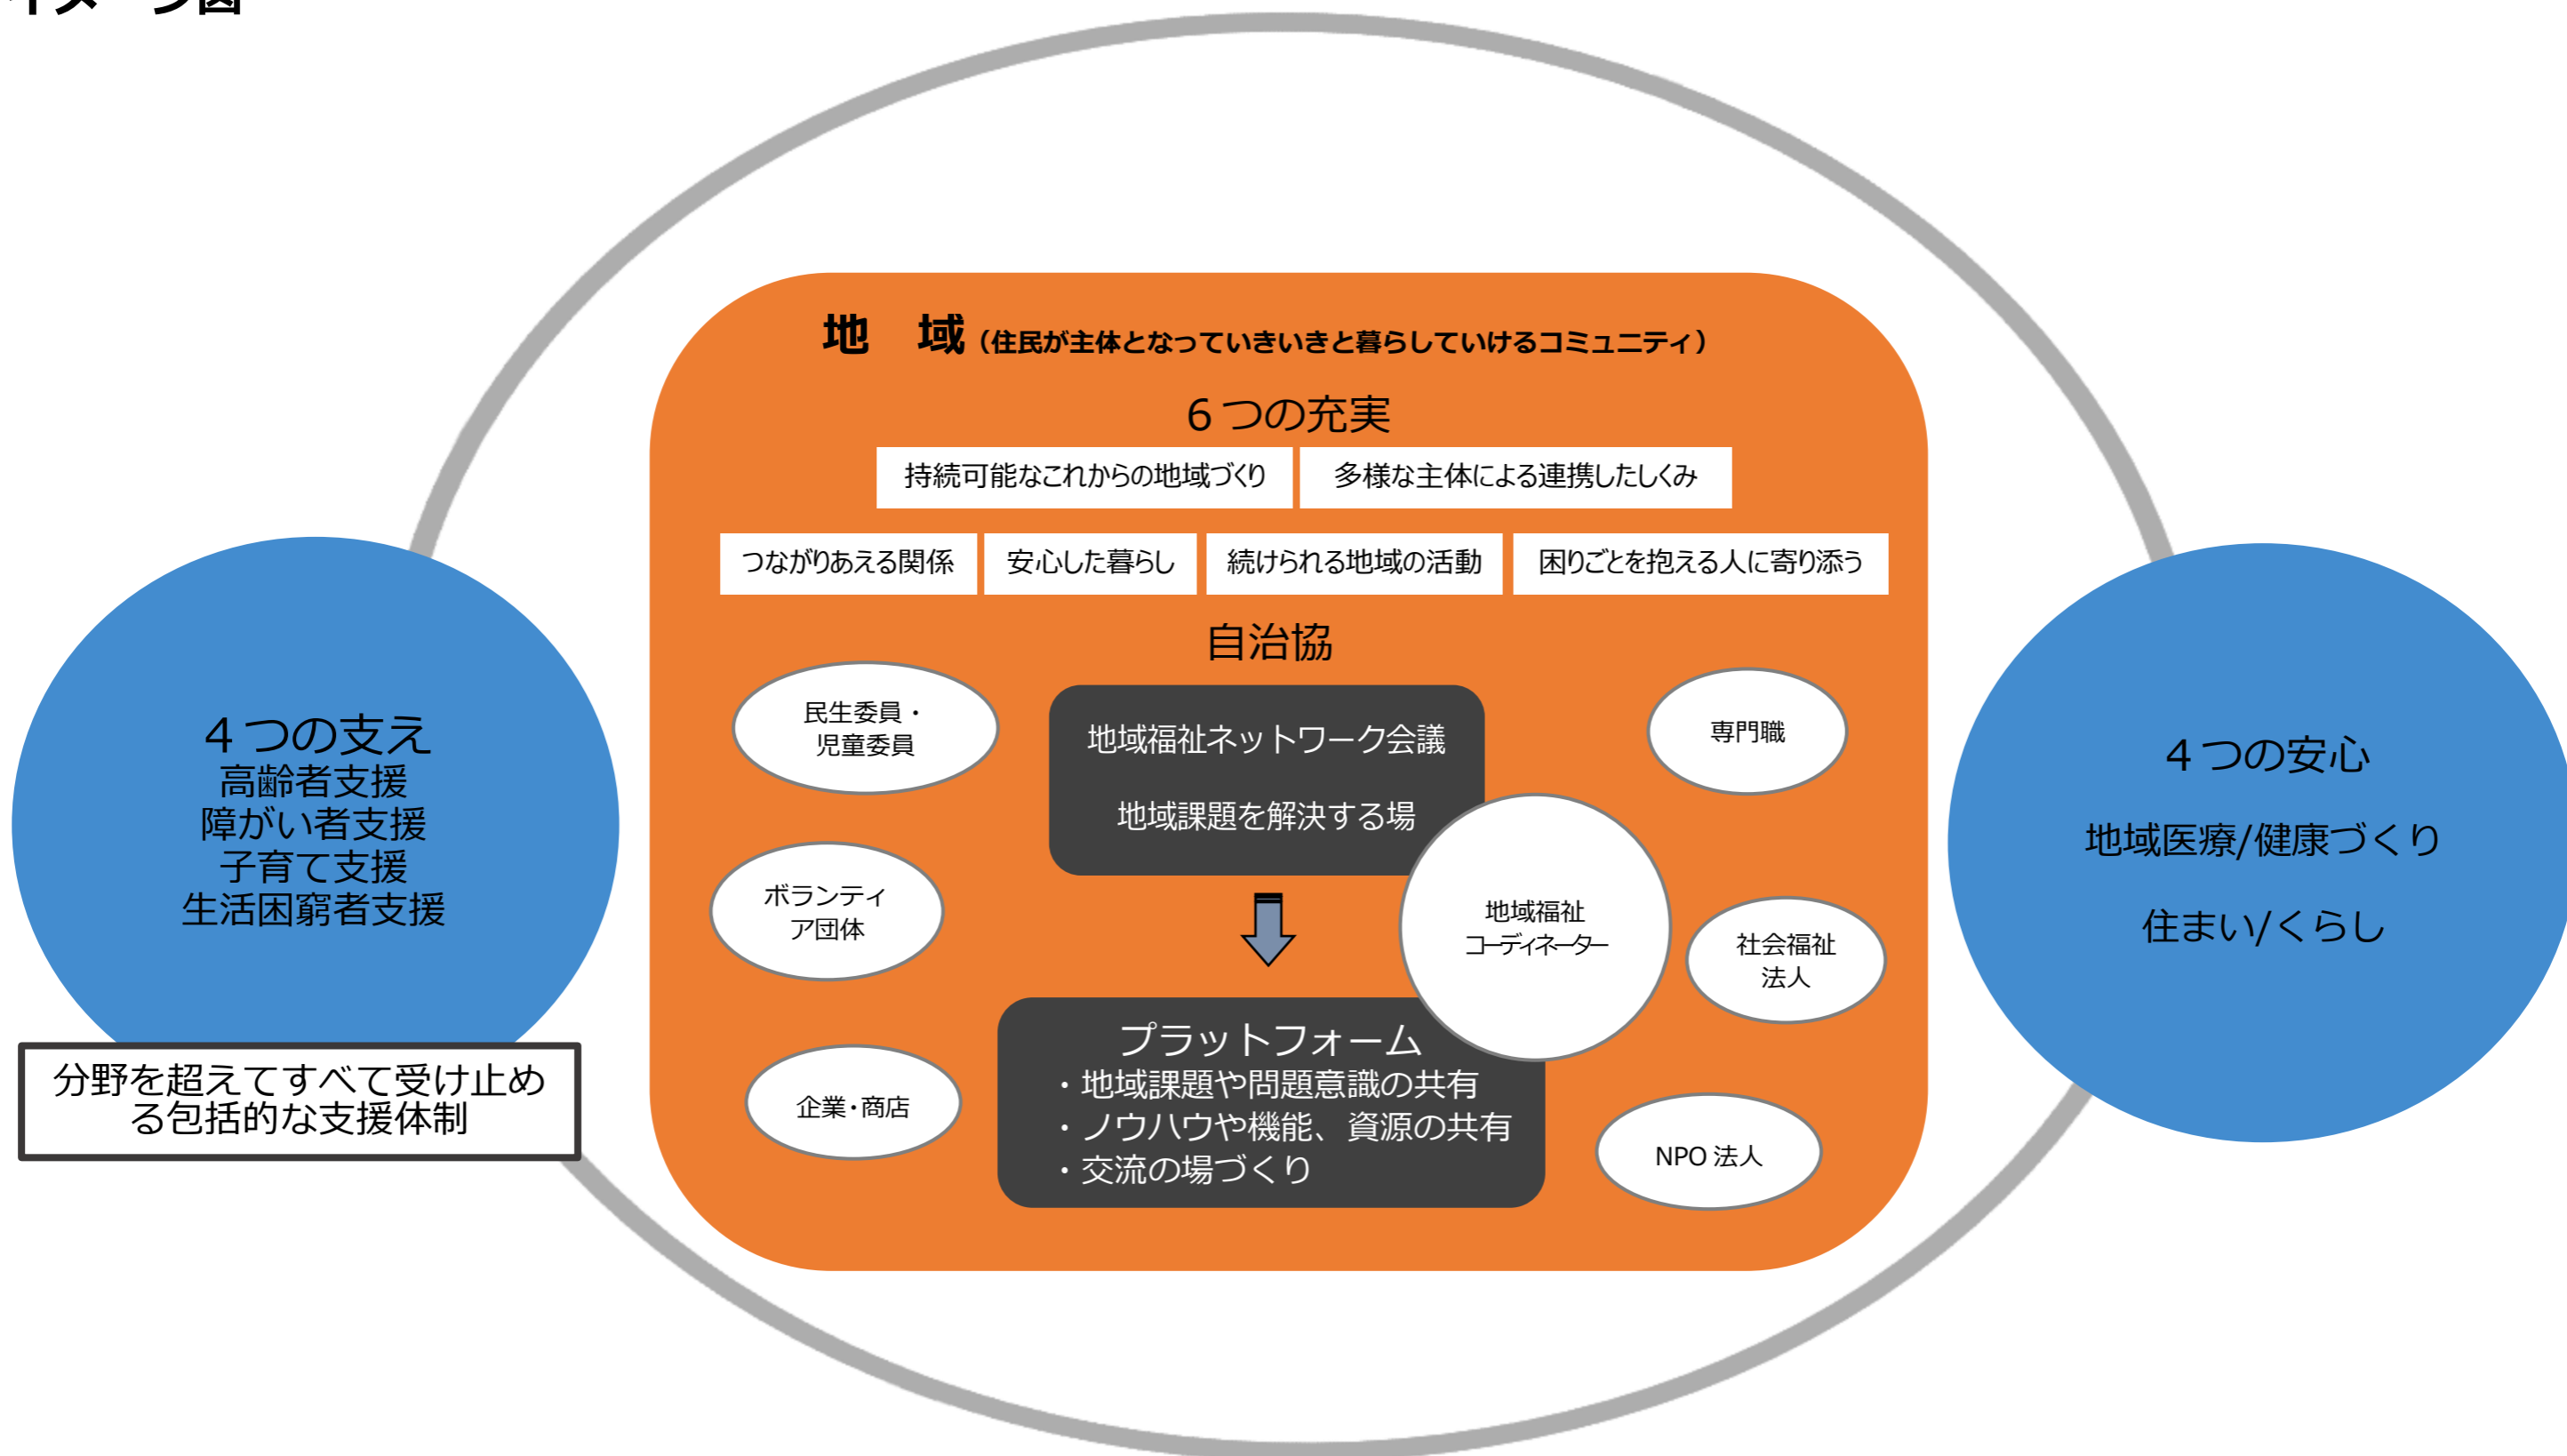 イメージ図
地　域（住民が主体となっていきいきと暮らしていけるコミュニティ）
６つの充実
持続可能なこれからの地域づくり
多様な主体による連携したしくみ
つながりあえる関係
安心した暮らし
続けられる地域の活動
困りごとを抱える人に寄り添う
自治協
４つの支え
高齢者支援
障がい者支援
子育て支援
生活困窮者支援
分野を超えてすべて受け止め
る包括的な支援体制
民生委員・
児童委員
ボランティ
ア団体
企業・商店
地域福祉ネットワーク会議
地域課題を解決する場
地域福祉
コーディネーター
プラットフォーム
・地域課題や問題意識の共有
・ノウハウや機能、資源の共有
・交流の場づくり
専門職
社会福祉
法人
NPO 法人
４つの安心
地域医療/健康づくり
住まい/くらし